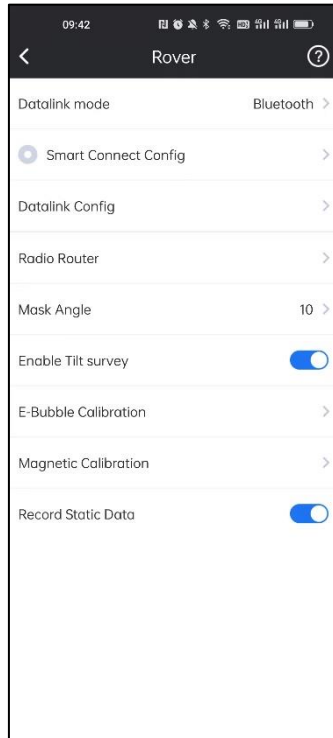 09:42
Rover
Datalink mode Bluetooth
Smart Connect Config
Datalink Config
Radio Router
Mask Angle 10
Enable Tilt survey
E-Bubble Calibration
Magnetic Calibration
Record Static Data